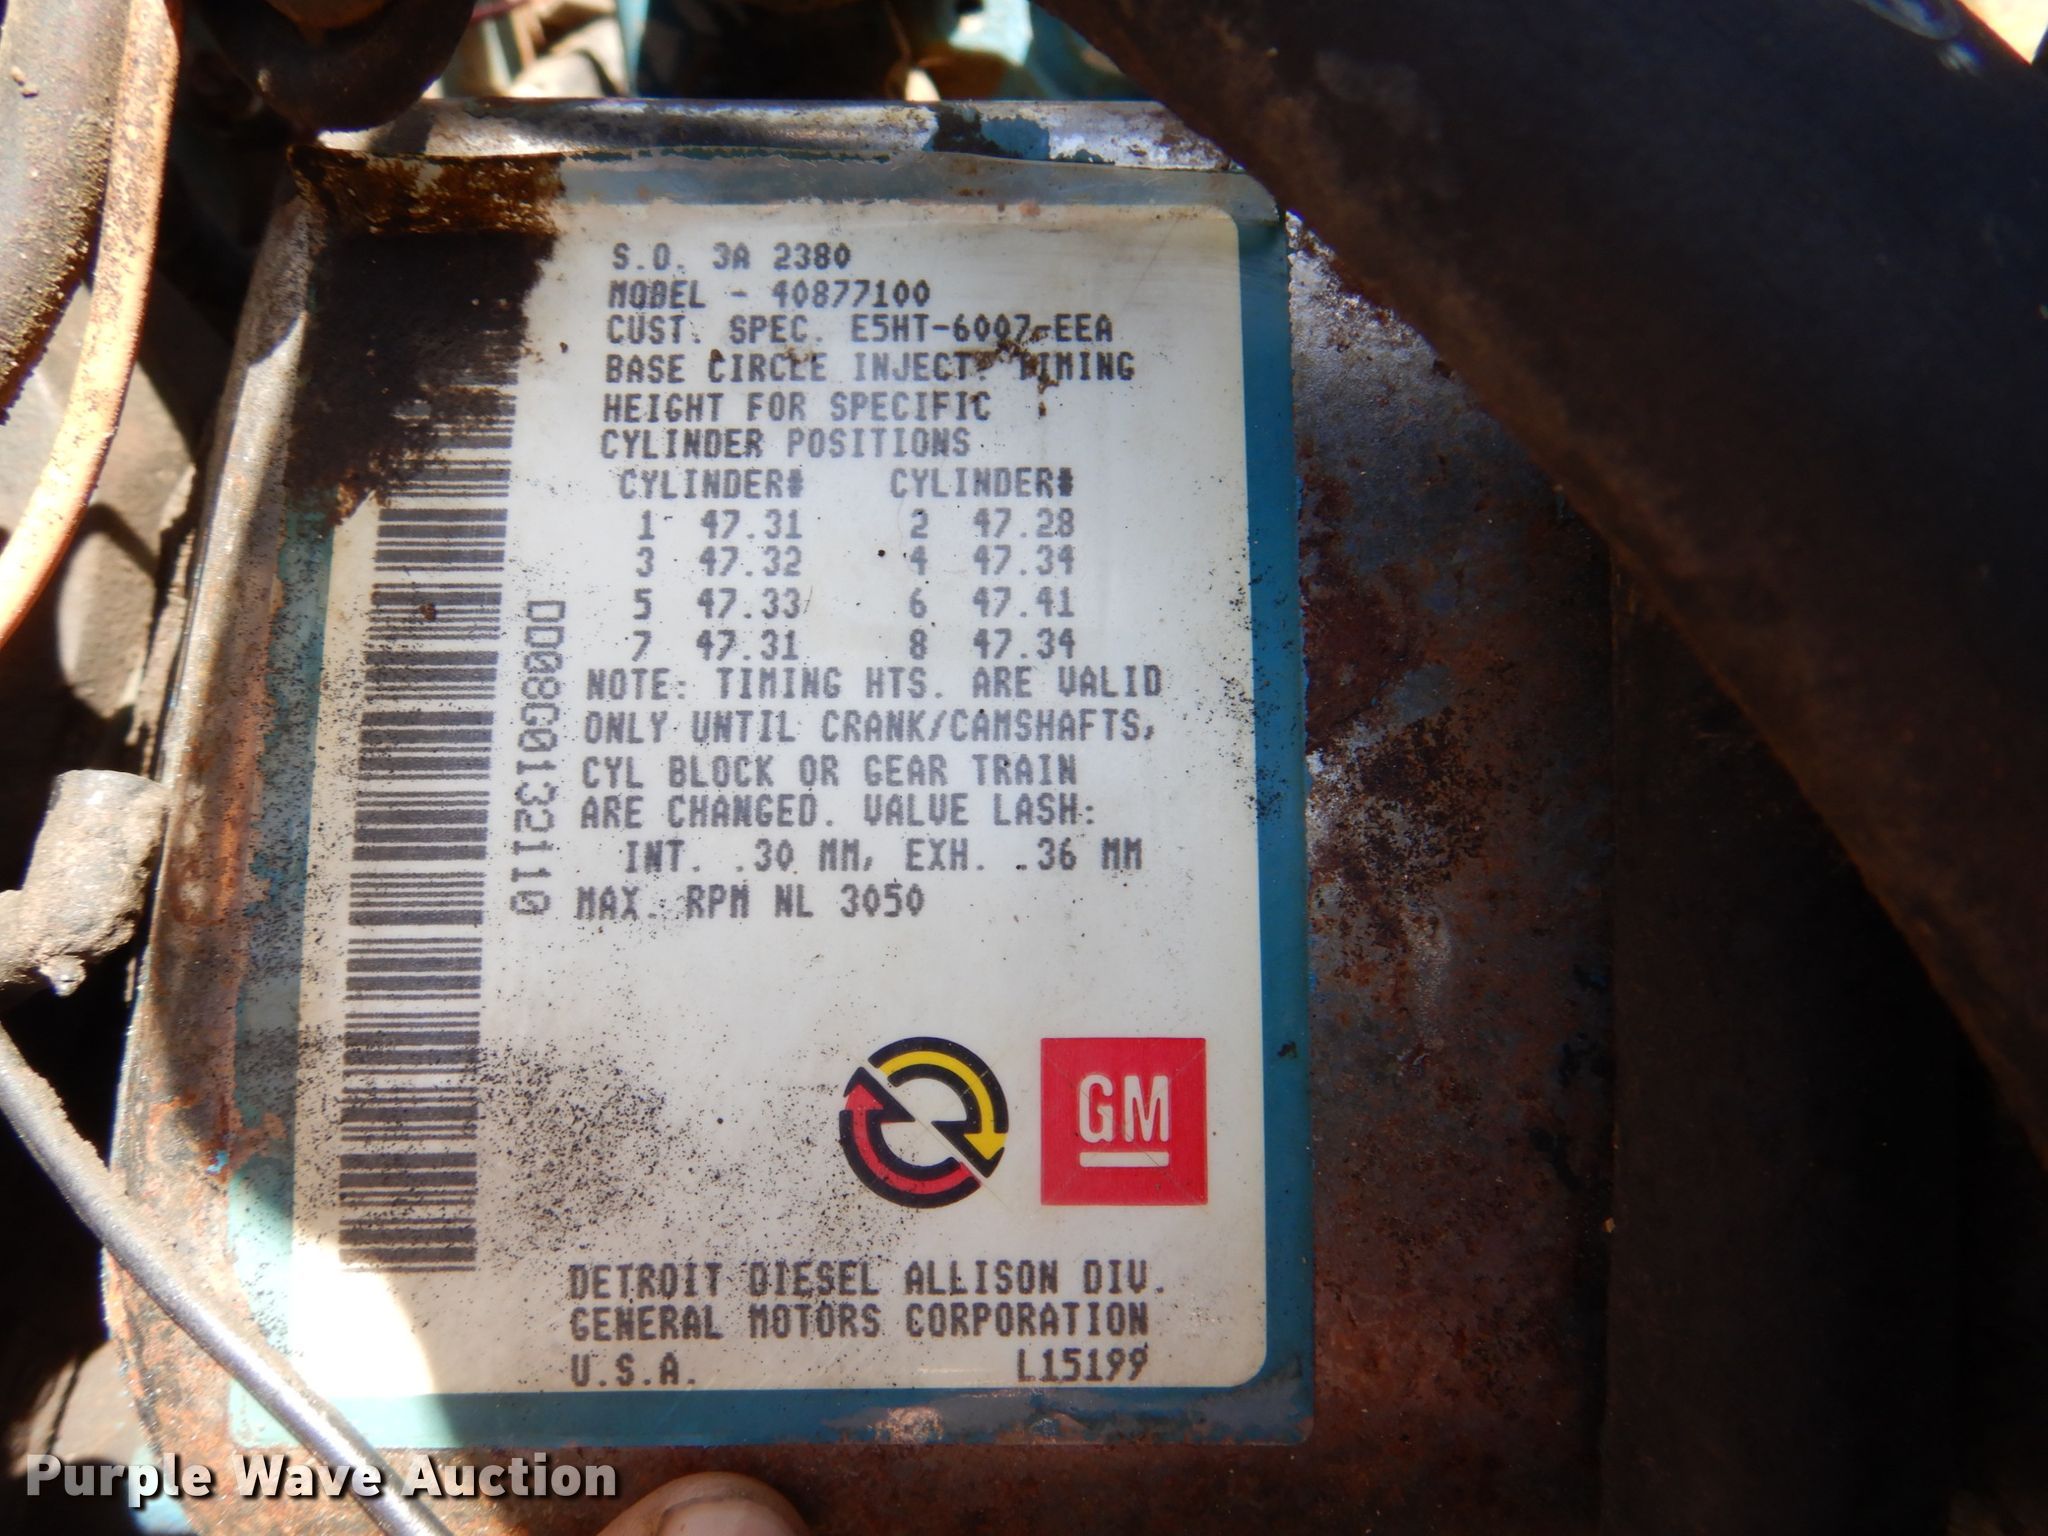 S.O. 3A 2380
MODEL - 40877100
CUST. SPEC. E5HT-6007-EEA
BASE CIRCLE INJECT. TIMING
HEIGHT FOR SPECIFIC
CYLINDER POSITIONS
CYLINDER# CYLINDER#
1 47.31 2 47.28
3 47.32 4 47.34
5 47.33 6 47.41
7 47.31 8 47.34
NOTE: TIMING HTS. ARE VALID
ONLY UNTIL CRANK/CAMSHAFTS,
CYL BLOCK OR GEAR TRAIN
ARE CHANGED. VALVE LASH:
INT. .30 MM, EXH. .36 MM
MAX. RPM NL 3050
DD08G0132110
GM
DETROIT DIESEL ALLISON DIV.
GENERAL MOTORS CORPORATION
U.S.A. L15199
Purple Wave Auction